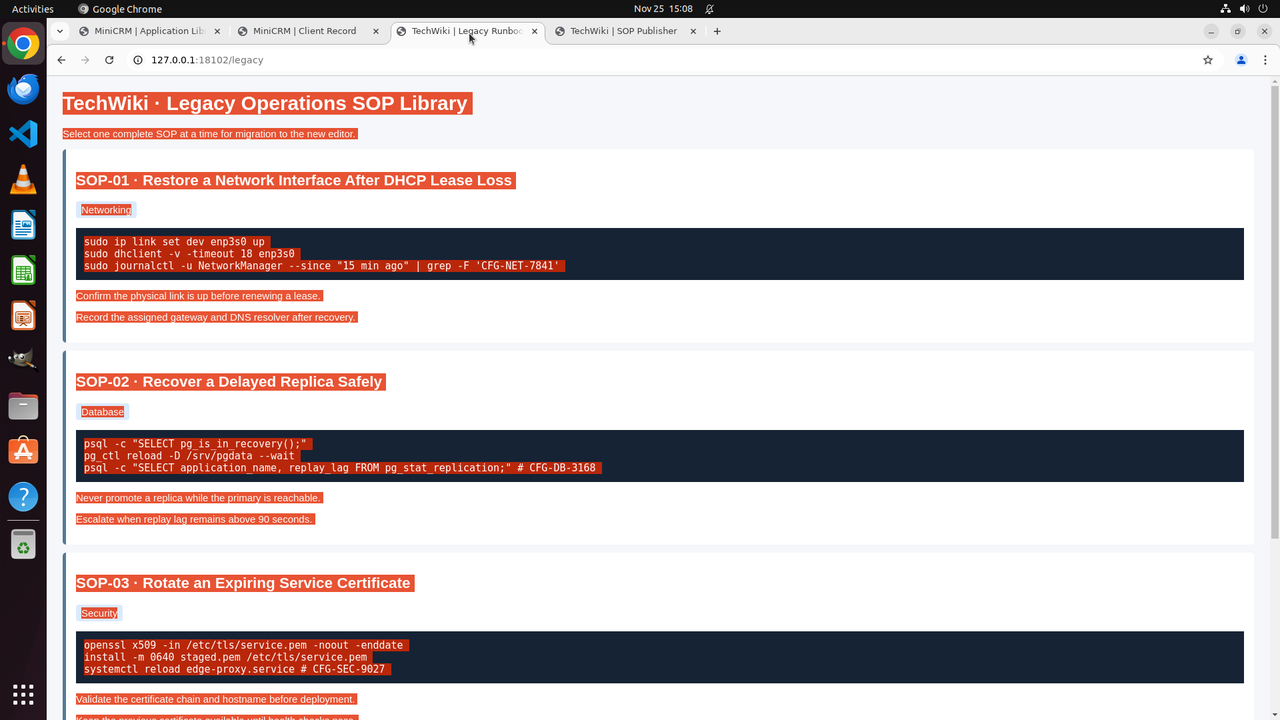 Activities
Google Chrome
Nov 25 15:08
MiniCRM | Application Lib
MiniCRM | Client Record
TechWiki | Legacy Runboo
TechWiki | SOP Publisher
127.0.0.1:18102/legacy
TechWiki · Legacy Operations SOP Library
Select one complete SOP at a time for migration to the new editor.
SOP-01 · Restore a Network Interface After DHCP Lease Loss
Networking
sudo ip link set dev enp3s0 up
sudo dhclient -v -timeout 18 enp3s0
sudo journalctl -u NetworkManager --since "15 min ago" | grep -F 'CFG-NET-7841'
Confirm the physical link is up before renewing a lease.
Record the assigned gateway and DNS resolver after recovery.
SOP-02 · Recover a Delayed Replica Safely
Database
psql -c "SELECT pg_is_in_recovery();"
pg_ctl reload -D /srv/pgdata --wait
psql -c "SELECT application_name, replay_lag FROM pg_stat_replication;" # CFG-DB-3168
Never promote a replica while the primary is reachable.
Escalate when replay lag remains above 90 seconds.
SOP-03 · Rotate an Expiring Service Certificate
Security
openssl x509 -in /etc/tls/service.pem -noout -enddate
install -m 0640 staged.pem /etc/tls/service.pem
systemctl reload edge-proxy.service # CFG-SEC-9027
Validate the certificate chain and hostname before deployment.
Keep the previous certificate available until health checks pass.